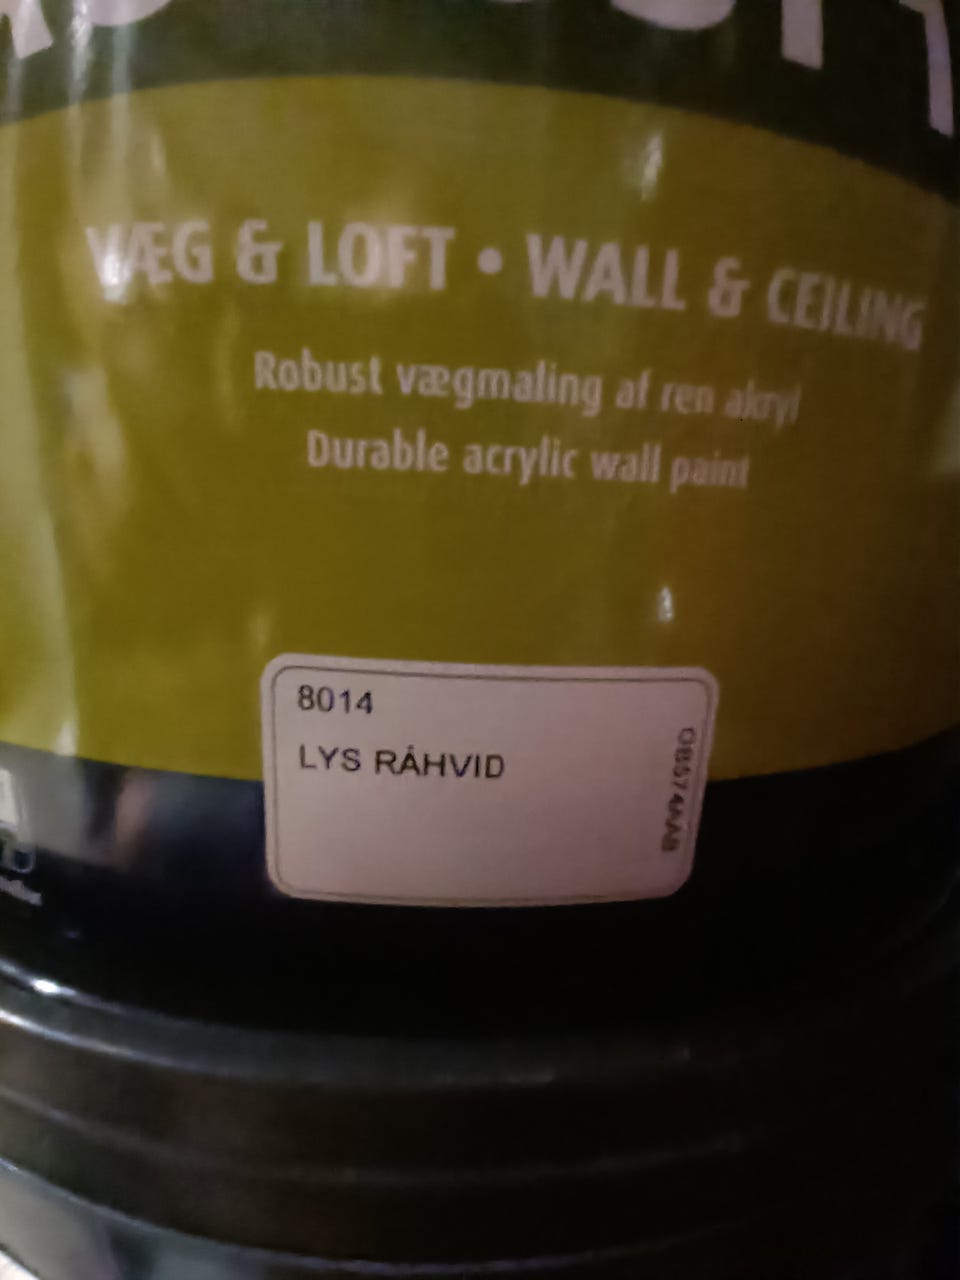 VÆG & LOFT • WALL & CEILING
Robust vægmaling af ren akryl
Durable acrylic wall paint
8014
LYS RÅHVID